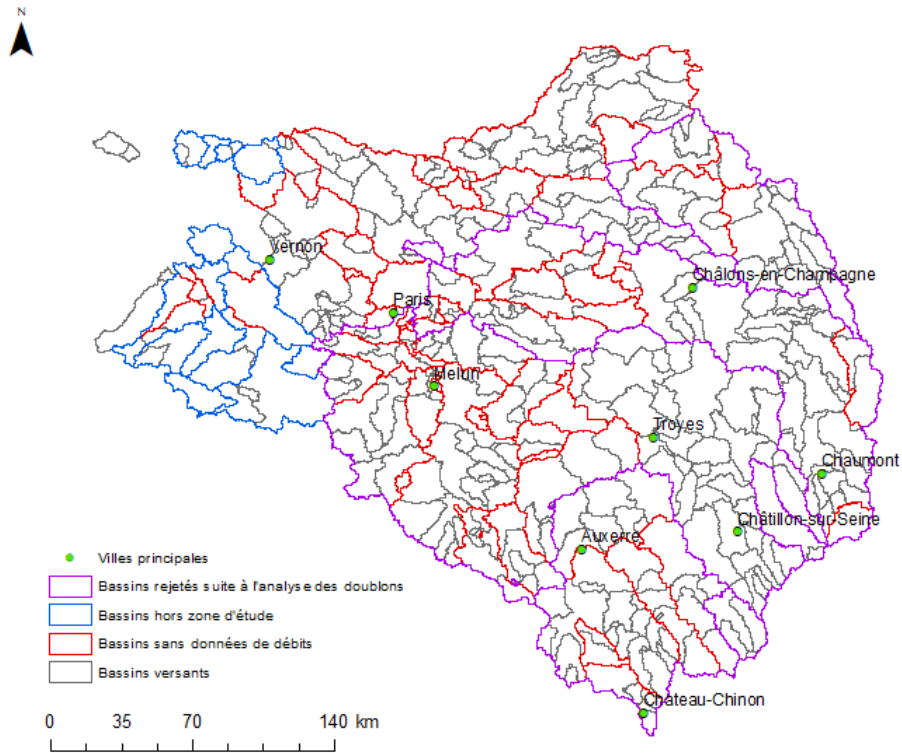 N
Vernon
Châlons-en-Champagne
Paris
Melun
Troyes
Chaumont
Châtillon-sur-Seine
Auxerre
Villes principales
Bassins rejetés suite à l'analyse des doublons
Bassins hors zone d'étude
Bassins sans données de débits
Bassins versants
Château-Chinon
0 35 70 140 km